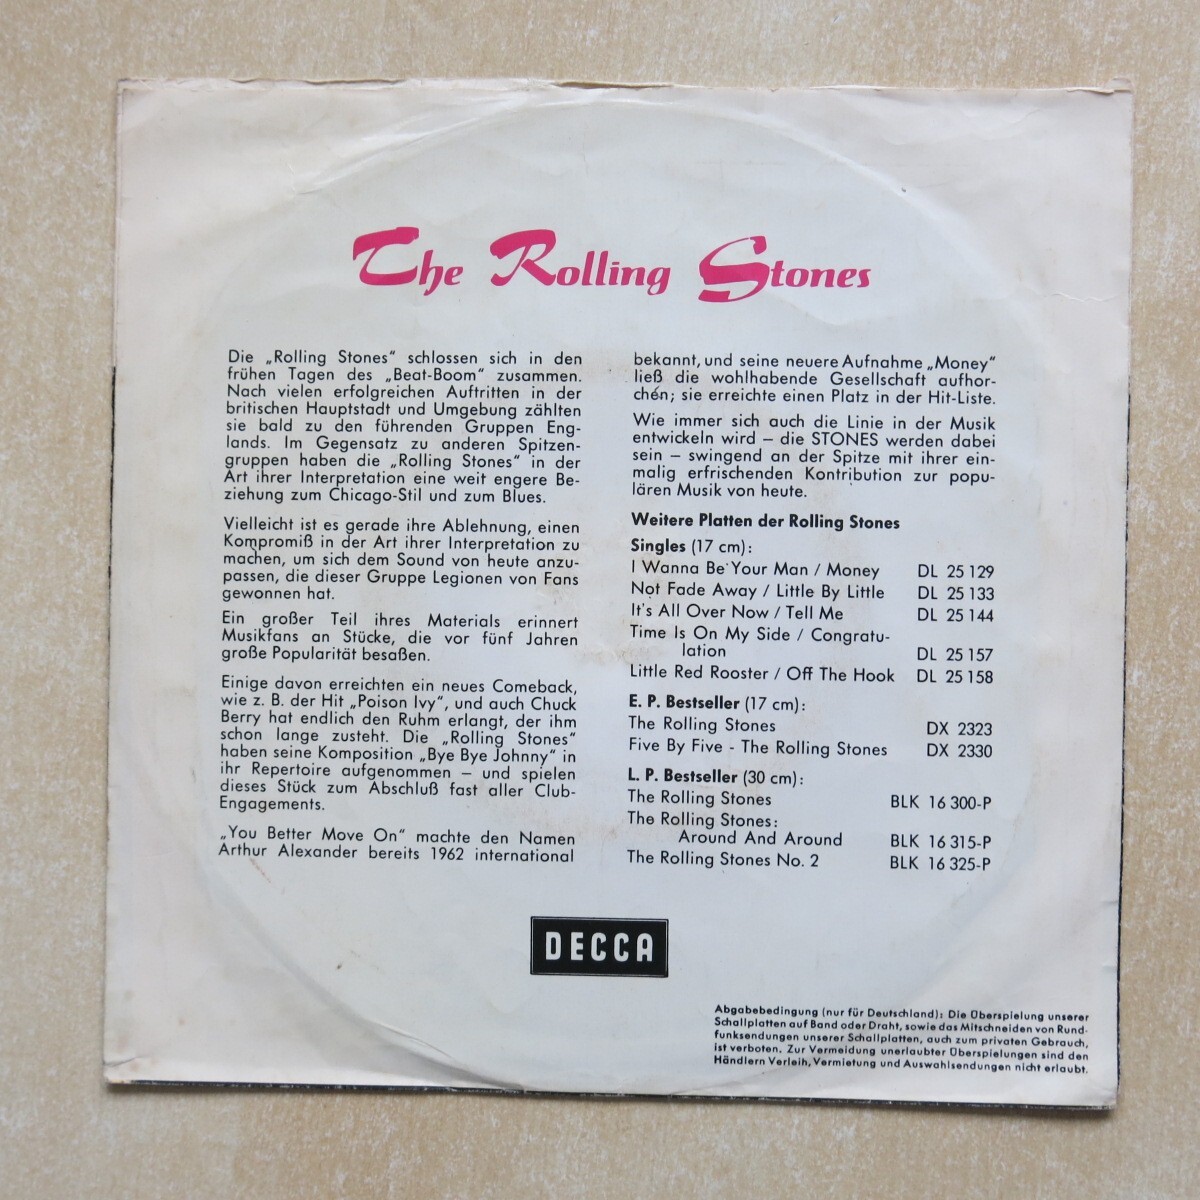 The Rolling Stones
Die „Rolling Stones“ schlossen sich in den
frühen Tagen des „Beat-Boom“ zusammen.
Nach vielen erfolgreichen Auftritten in der
britischen Hauptstadt und Umgebung zählten
sie bald zu den führenden Gruppen Eng-
lands. Im Gegensatz zu anderen Spitzen-
gruppen haben die „Rolling Stones“ in der
Art ihrer Interpretation eine weit engere Be-
ziehung zum Chicago-Stil und zum Blues.
Vielleicht ist es gerade ihre Ablehnung, einen
Kompromiß in der Art ihrer Interpretation zu
machen, um sich dem Sound von heute anzu-
passen, die dieser Gruppe Legionen von Fans
gewonnen hat.
Ein großer Teil ihres Materials erinnert
Musikfans an Stücke, die vor fünf Jahren
große Popularität besaßen.
Einige davon erreichten ein neues Comeback,
wie z. B. der Hit „Poison Ivy“, und auch Chuck
Berry hat endlich den Ruhm erlangt, der ihm
schon lange zusteht. Die „Rolling Stones“
haben seine Komposition „Bye Bye Johnny“ in
ihr Repertoire aufgenommen – und spielen
dieses Stück zum Abschluß fast aller Club-
Engagements.
„You Better Move On“ machte den Namen
Arthur Alexander bereits 1962 international
bekannt, und seine neuere Aufnahme „Money“
ließ die wohlhabende Gesellschaft aufhor-
chen; sie erreichte einen Platz in der Hit-Liste.
Wie immer sich auch die Linie in der Musik
entwickeln wird – die STONES werden dabei
sein – swingend an der Spitze mit ihrer ein-
malig erfrischenden Kontribution zur popu-
lären Musik von heute.
Weitere Platten der Rolling Stones
Singles (17 cm):
I Wanna Be Your Man / Money DL 25 129
Not Fade Away / Little By Little DL 25 133
It's All Over Now / Tell Me DL 25 144
Time Is On My Side / Congratu-
lation DL 25 157
Little Red Rooster / Off The Hook DL 25 158
E. P. Bestseller (17 cm):
The Rolling Stones DX 2323
Five By Five - The Rolling Stones DX 2330
L. P. Bestseller (30 cm):
The Rolling Stones BLK 16 300-P
The Rolling Stones:
Around And Around BLK 16 315-P
The Rolling Stones No. 2 BLK 16 325-P
DECCA
Abgabebedingung (nur für Deutschland): Die Überspielung unserer
Schallplatten auf Band oder Draht, sowie das Mitschneiden von Rund-
funksendungen unserer Schallplatten, auch zum privaten Gebrauch,
ist verboten. Zur Vermeidung unerlaubter Überspielungen sind den
Händlern Verleih, Vermietung und Auswahlsendungen nicht erlaubt.